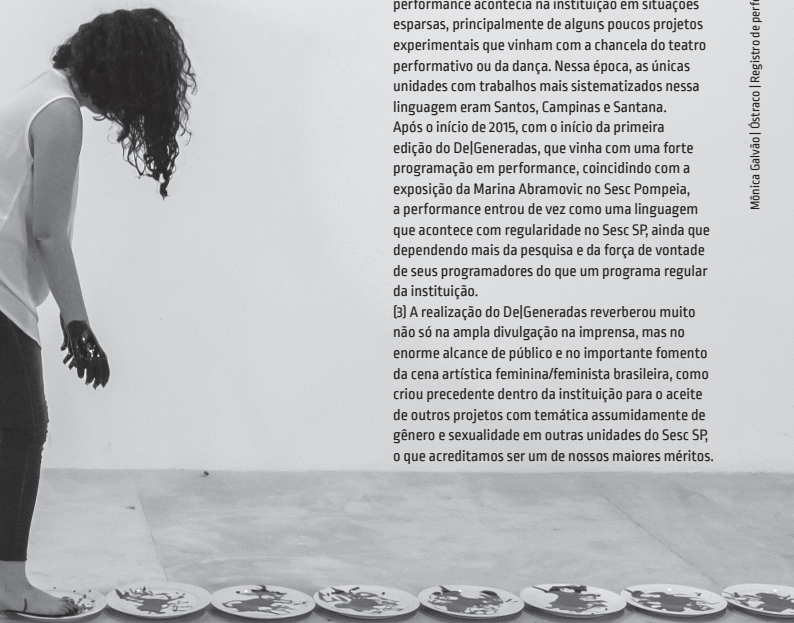 performance acontecia na instituição em situações
esparsas, principalmente de alguns poucos projetos
experimentais que vinham com a chancela do teatro
performativo ou da dança. Nessa época, as únicas
unidades com trabalhos mais sistematizados nessa
linguagem eram Santos, Campinas e Santana.
Após o início de 2015, com o início da primeira
edição do De|Generadas, que vinha com uma forte
programação em performance, coincidindo com a
exposição da Marina Abramovic no Sesc Pompeia,
a performance entrou de vez como uma linguagem
que acontece com regularidade no Sesc SP, ainda que
dependendo mais da pesquisa e da força de vontade
de seus programadores do que um programa regular
da instituição.
(3) A realização do De|Generadas reverberou muito
não só na ampla divulgação na imprensa, mas no
enorme alcance de público e no importante fomento
da cena artística feminina/feminista brasileira, como
criou precedente dentro da instituição para o aceite
de outros projetos com temática assumidamente de
gênero e sexualidade em outras unidades do Sesc SP,
o que acreditamos ser um de nossos maiores méritos.
Mônica Galvão | Óstraco | Registro de